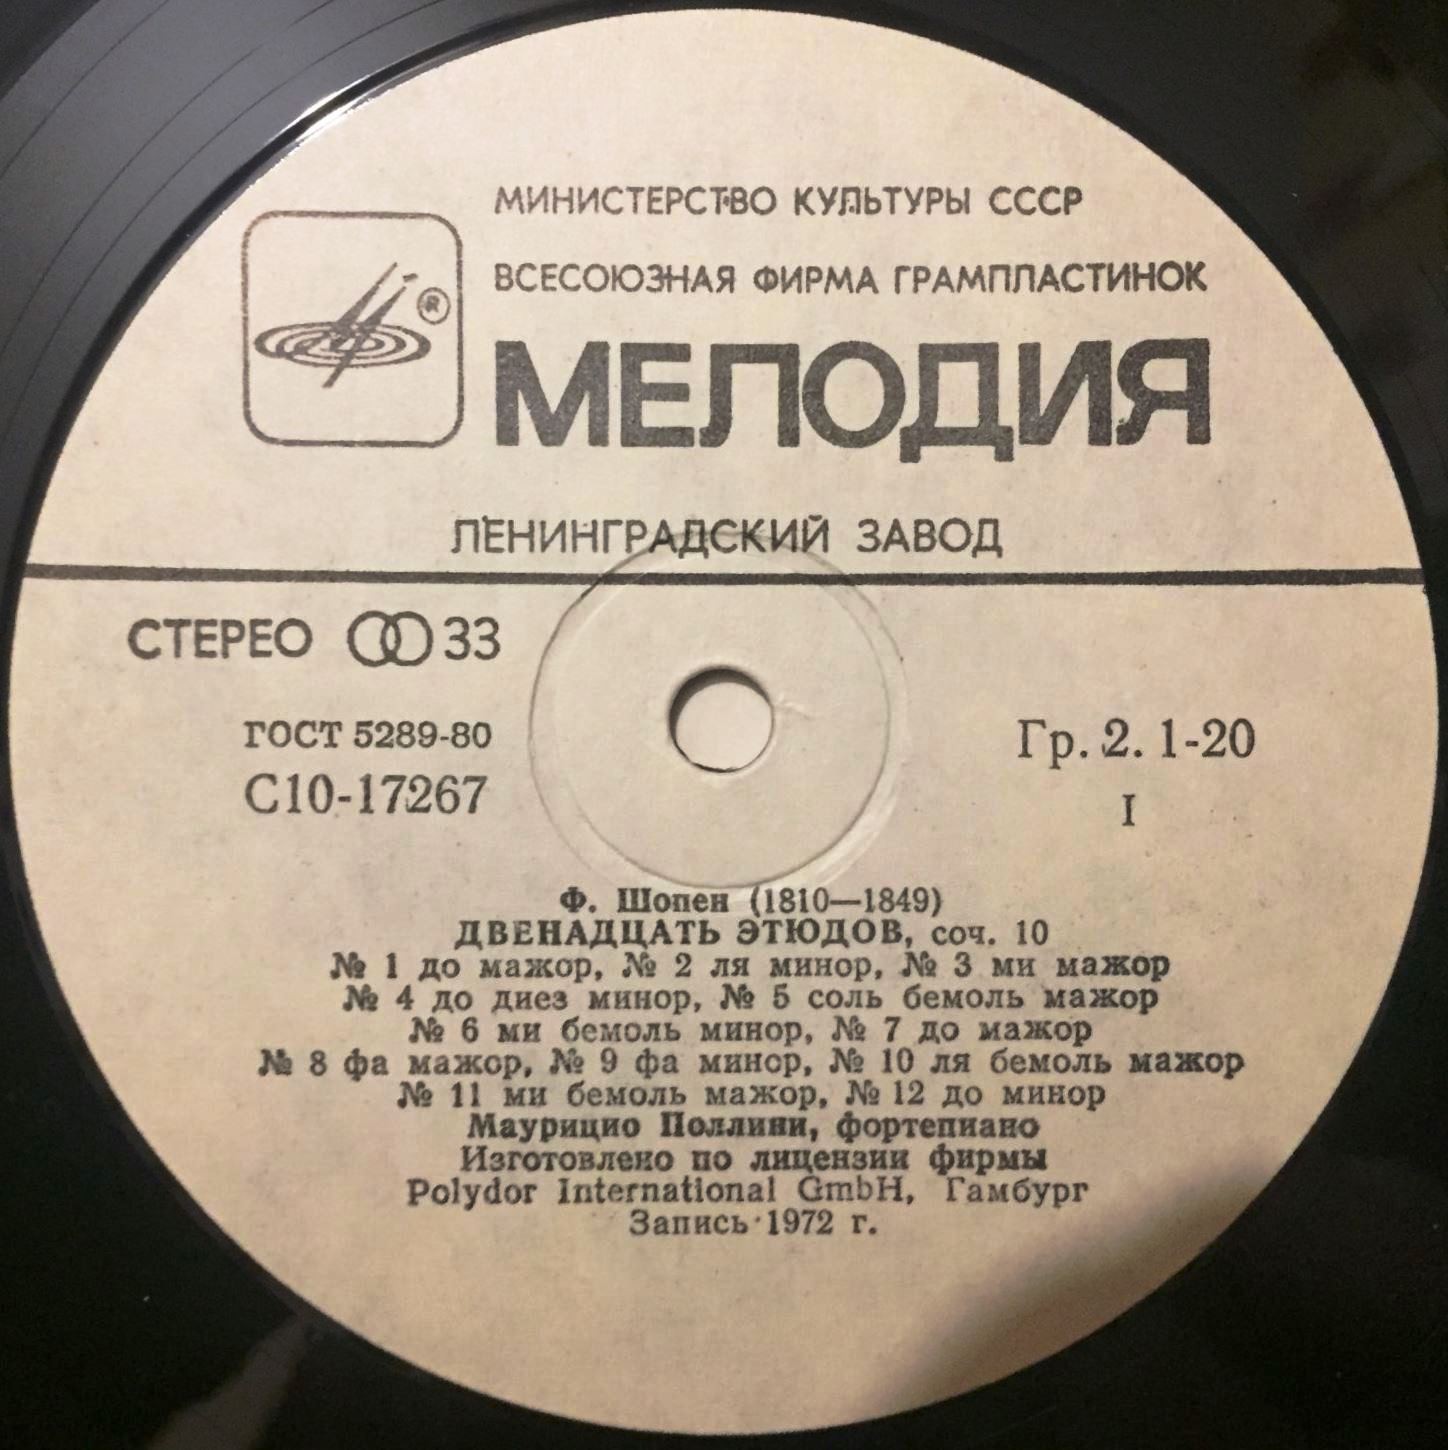 МИНИСТЕРСТВО КУЛЬТУРЫ СССР
ВСЕСОЮЗНАЯ ФИРМА ГРАМПЛАСТИНОК
®
МЕЛОДИЯ
ЛЕНИНГРАДСКИЙ ЗАВОД
СТЕРЕО 33
ГОСТ 5289-80
С10-17267
Гр. 2. 1-20
I
Ф. Шопен (1810—1849)
ДВЕНАДЦАТЬ ЭТЮДОВ, соч. 10
№ 1 до мажор, № 2 ля минор, № 3 ми мажор
№ 4 до диез минор, № 5 соль бемоль мажор
№ 6 ми бемоль минор, № 7 до мажор
№ 8 фа мажор, № 9 фа минор, № 10 ля бемоль мажор
№ 11 ми бемоль мажор, № 12 до минор
Маурицио Поллини, фортепиано
Изготовлено по лицензии фирмы
Polydor International GmbH, Гамбург
Запись 1972 г.